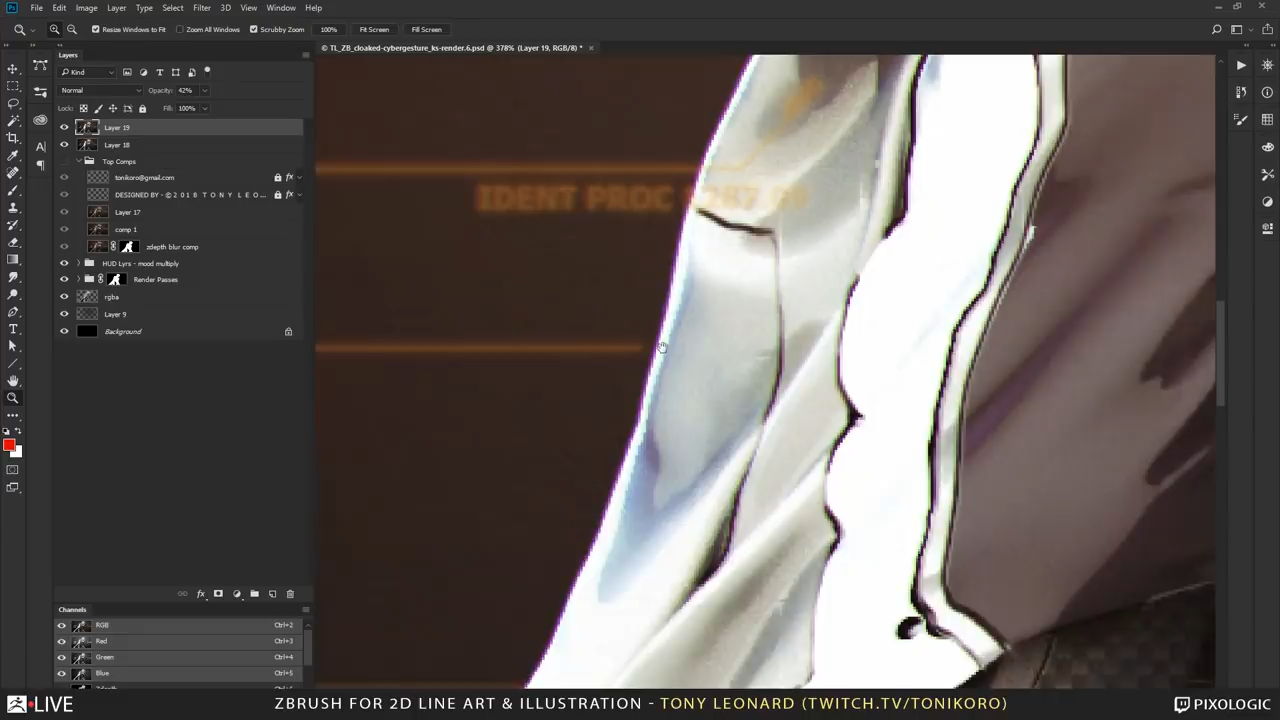 Ps File Edit Image Layer Type Select Filter 3D View Window Help
Resize Windows to Fit Zoom All Windows Scrubby Zoom 100% Fit Screen Fill Screen
© TL_ZB_cloaked-cybergesture_ks-render.6.psd @ 378% (Layer 19, RGB/8) *
Layers
Kind
Normal Opacity: 42%
Lock: Fill: 100%
Layer 19
Layer 18
Top Comps
tonikoro@gmail.com
DESIGNED BY - © 2 0 1 8 T O N Y L E O ...
Layer 17
comp 1
zdepth blur comp
HUD Lyrs - mood multiply
Render Passes
rgba
Layer 9
Background
IDENT PROC
Channels
RGB Ctrl+2
Red Ctrl+3
Green Ctrl+4
Blue Ctrl+5
LIVE ZBRUSH FOR 2D LINE ART & ILLUSTRATION - TONY LEONARD (TWITCH.TV/TONIKORO) PIXOLOGIC